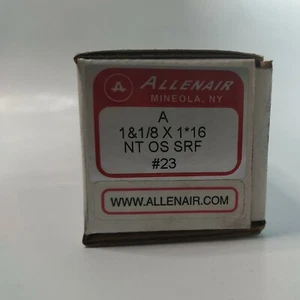 ALLENAIR
MINEOLA, NY
A
1&1/8 X 1*16
NT OS SRF
#23
WWW.ALLENAIR.COM